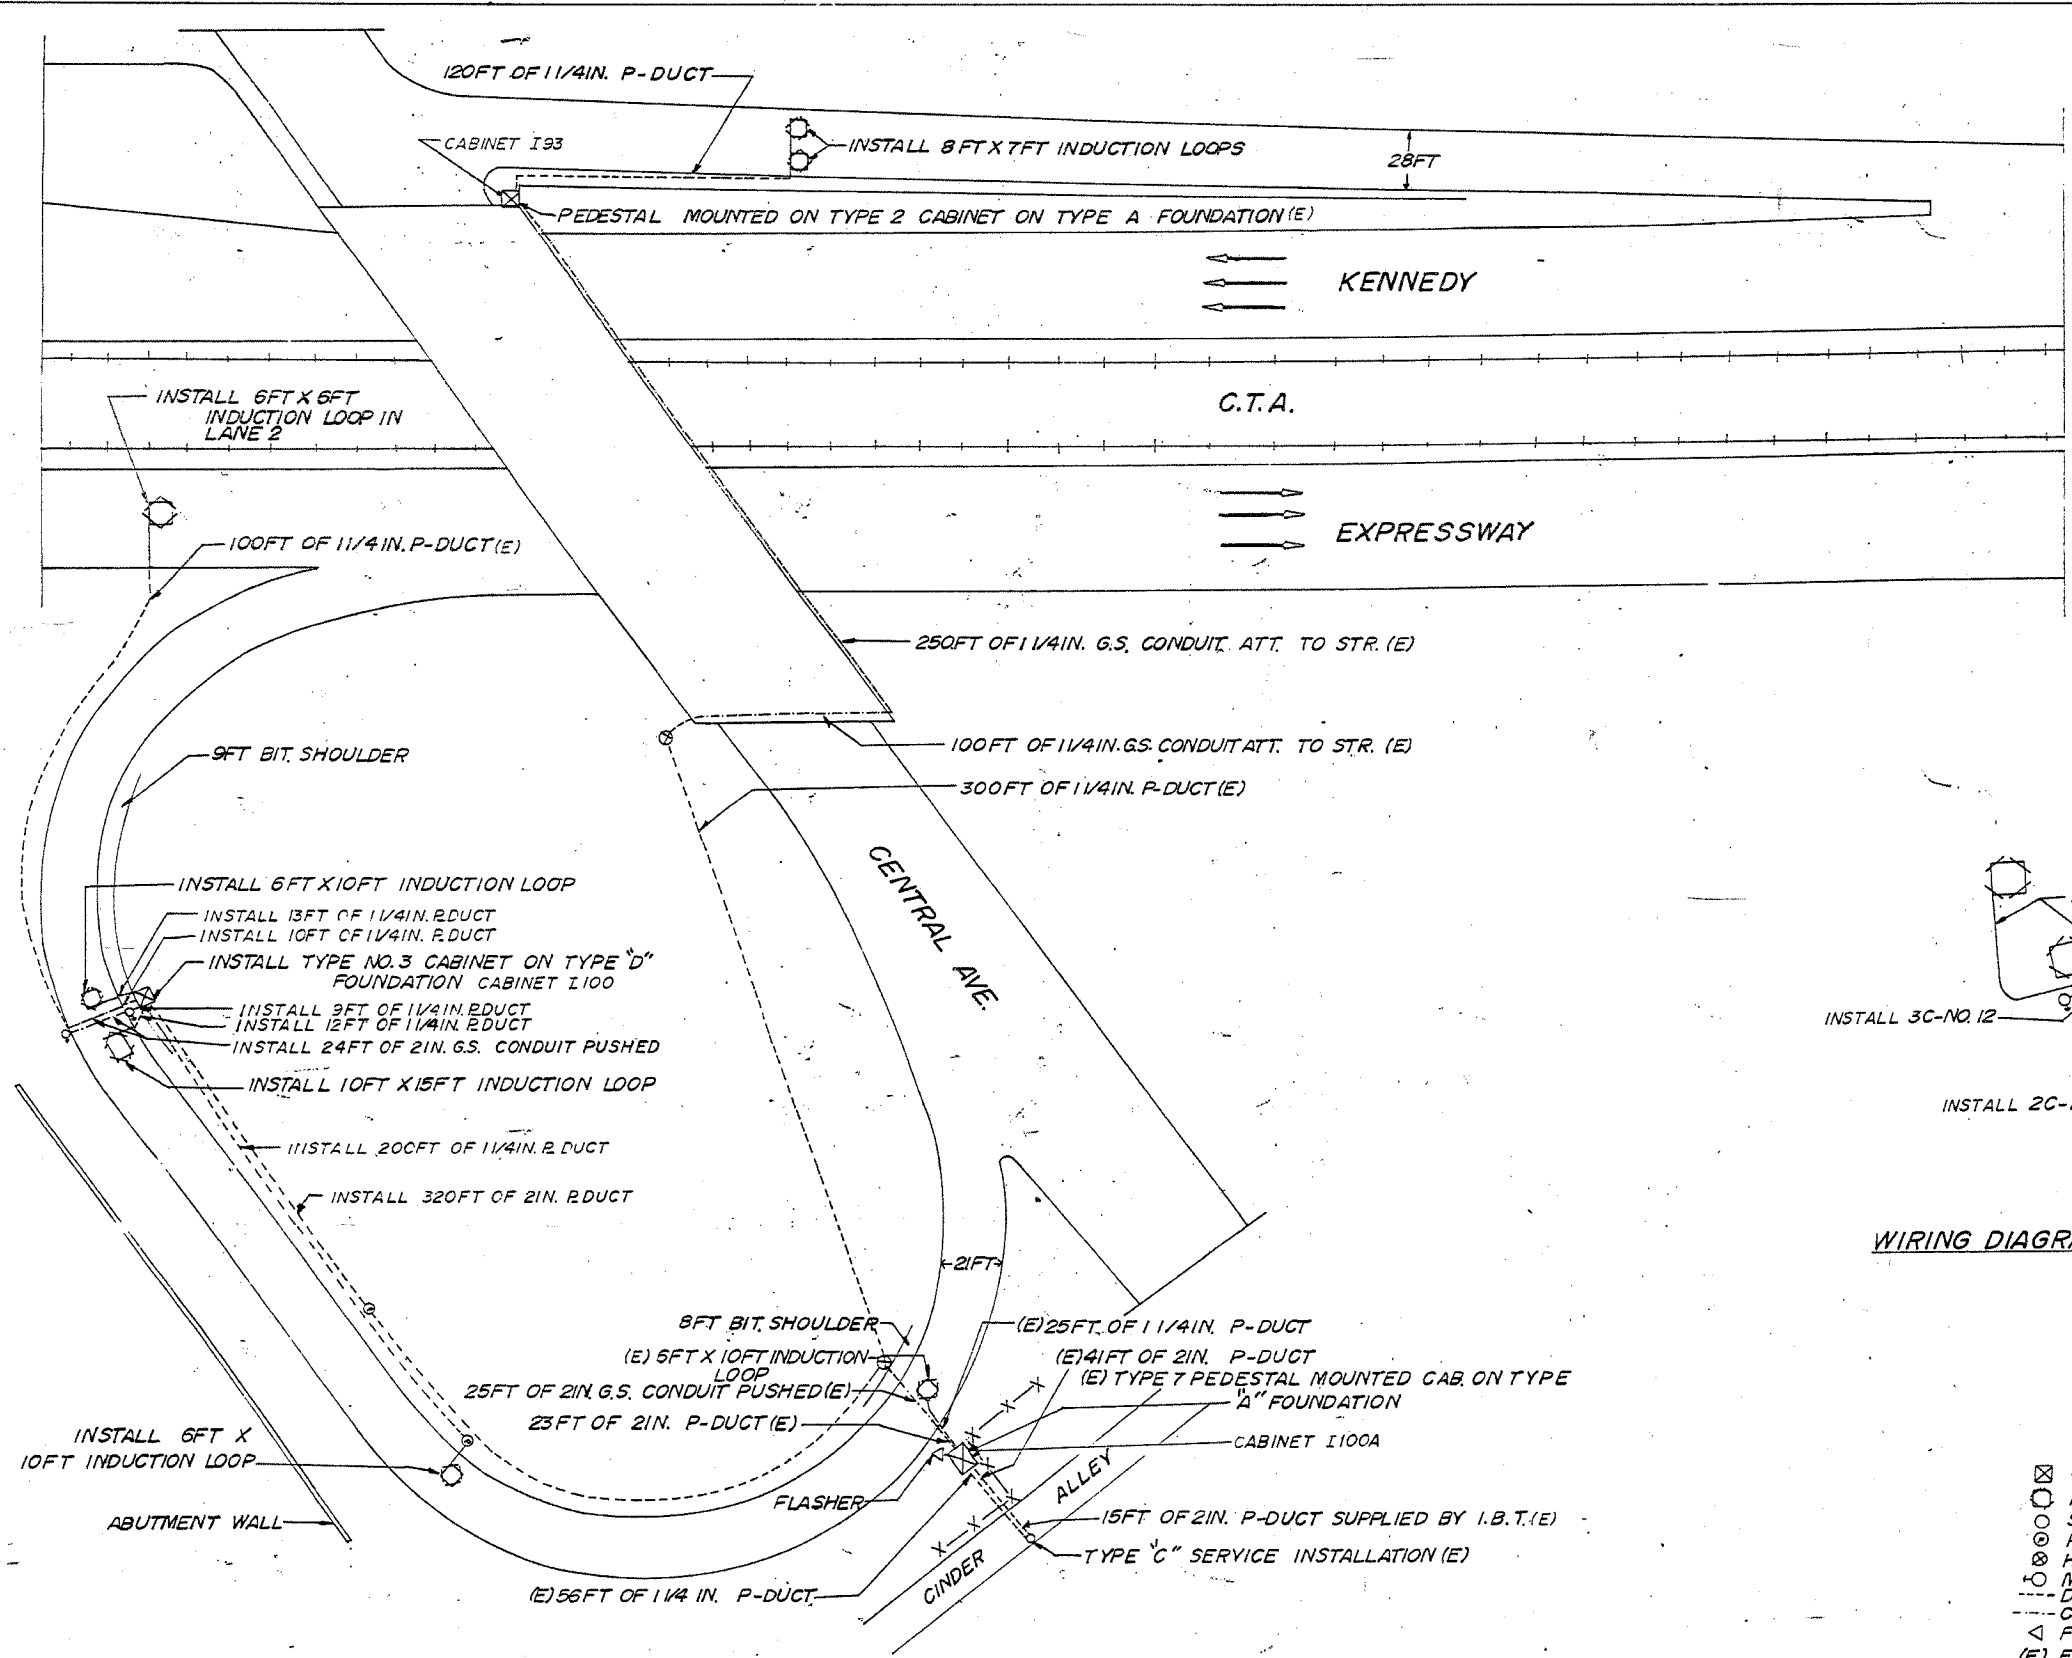 120FT OF 1 1/4IN. P-DUCT
CABINET I93
INSTALL 8FT X 7FT INDUCTION LOOPS
28FT
PEDESTAL MOUNTED ON TYPE 2 CABINET ON TYPE A FOUNDATION (E)
KENNEDY
INSTALL 6FT X 6FT
INDUCTION LOOP IN
LANE 2
C.T.A.
100FT OF 1 1/4IN. P-DUCT (E)
EXPRESSWAY
250FT OF 1 1/4IN. G.S. CONDUIT ATT. TO STR. (E)
9FT BIT. SHOULDER
100FT OF 1 1/4IN. G.S. CONDUIT ATT. TO STR. (E)
300FT OF 1 1/4IN. P-DUCT (E)
CENTRAL AVE.
INSTALL 6FT X 10FT INDUCTION LOOP
INSTALL 13FT OF 1 1/4IN. P.DUCT
INSTALL 10FT OF 1 1/4IN. P.DUCT
INSTALL TYPE NO. 3 CABINET ON TYPE "D"
FOUNDATION CABINET I100
INSTALL 9FT OF 1 1/4IN. P.DUCT
INSTALL 12FT OF 1 1/4IN. P.DUCT
INSTALL 24FT OF 2IN. G.S. CONDUIT PUSHED
INSTALL 10FT X 15FT INDUCTION LOOP
INSTALL 3C-NO. 12
INSTALL 2C-
INSTALL 200FT OF 1 1/4IN. P.DUCT
INSTALL 320FT OF 2IN. P.DUCT
WIRING DIAGR
21FT
8FT BIT. SHOULDER
(E) 25FT. OF 1 1/4IN. P-DUCT
(E) 6FT X 10FT INDUCTION
LOOP
(E) 41FT OF 2IN. P-DUCT
(E) TYPE 7 PEDESTAL MOUNTED CAB. ON TYPE
"A" FOUNDATION
25FT OF 2IN. G.S. CONDUIT PUSHED (E)
23FT OF 2IN. P-DUCT (E)
CABINET I100A
INSTALL 6FT X
10FT INDUCTION LOOP
FLASHER
CINDER ALLEY
ABUTMENT WALL
15FT OF 2IN. P-DUCT SUPPLIED BY I.B.T. (E)
TYPE "C" SERVICE INSTALLATION (E)
(E) 56FT OF 1 1/4 IN. P-DUCT
(E)